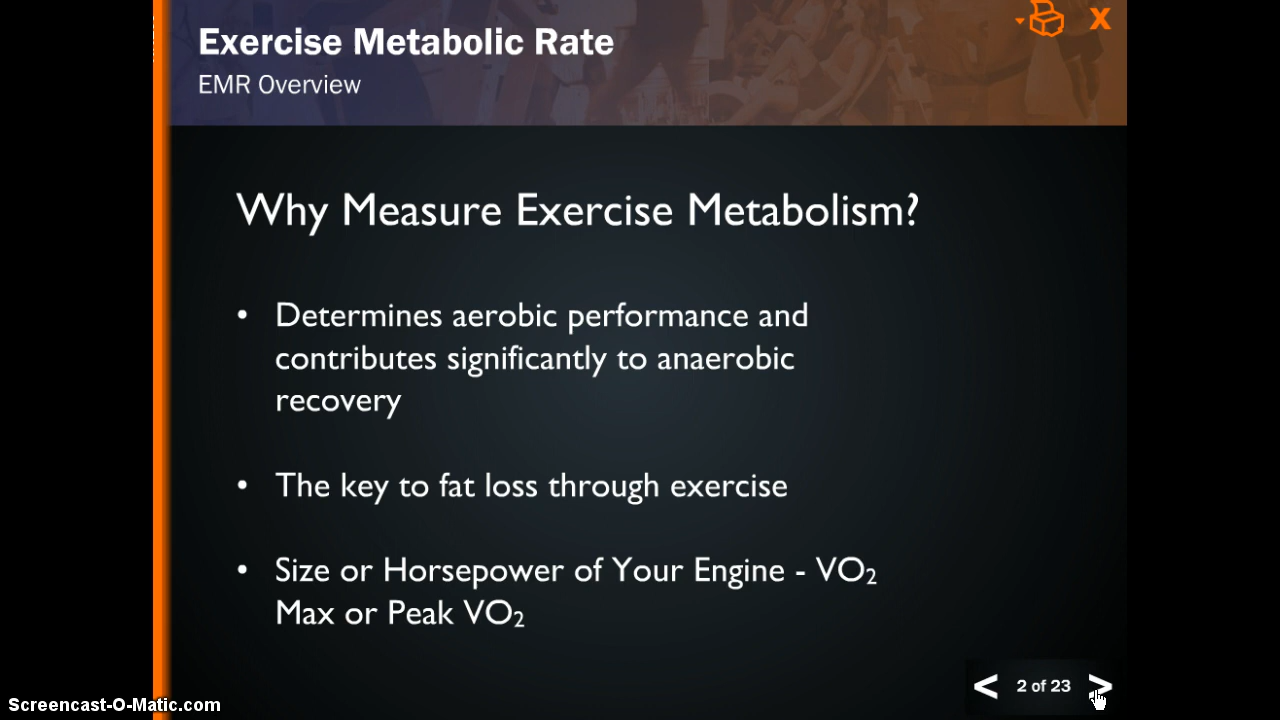 Exercise Metabolic Rate
EMR Overview
X
Why Measure Exercise Metabolism?
• Determines aerobic performance and
contributes significantly to anaerobic
recovery
• The key to fat loss through exercise
• Size or Horsepower of Your Engine - VO₂
Max or Peak VO₂
< 2 of 23 >
Screencast-O-Matic.com